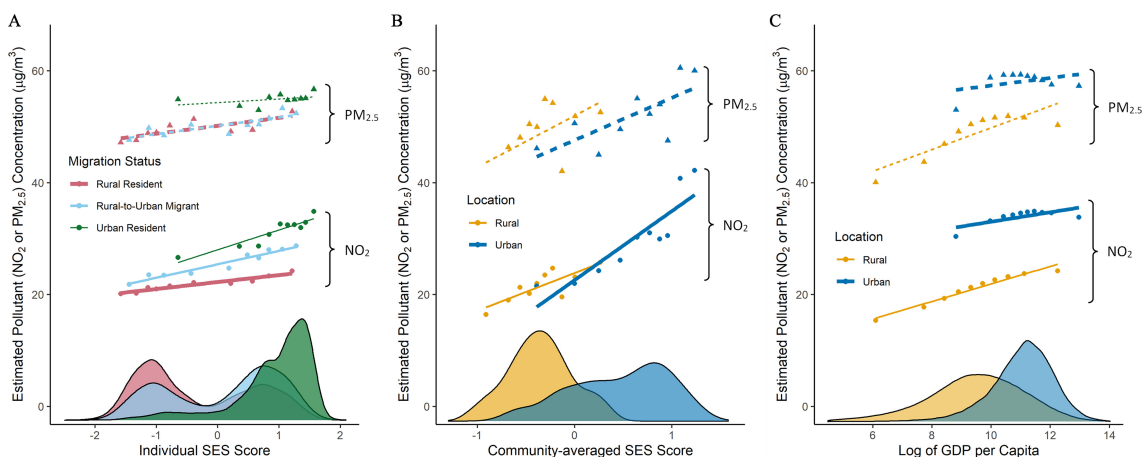 A
Estimated Pollutant (NO2 or PM2.5) Concentration (μg/m³)
60
40
20
0
PM2.5
Migration Status
Rural Resident
Rural-to-Urban Migrant
Urban Resident
NO2
-2
-1
0
1
2
Individual SES Score
B
Estimated Pollutant (NO2 or PM2.5) Concentration (μg/m³)
60
40
20
0
PM2.5
Location
Rural
Urban
NO2
-1
0
1
Community-averaged SES Score
C
Estimated Pollutant (NO2 or PM2.5) Concentration (μg/m³)
60
40
20
0
PM2.5
Location
Rural
Urban
NO2
6
8
10
12
14
Log of GDP per Capita